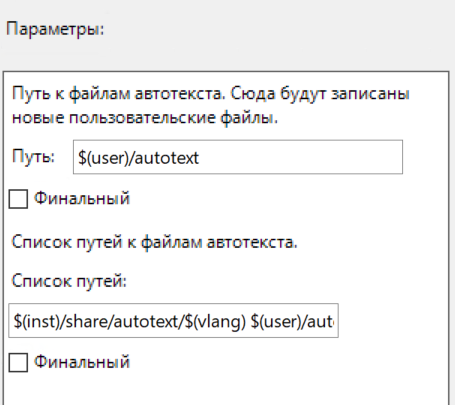 Параметры:
Путь к файлам автотекста. Сюда будут записаны
новые пользовательские файлы.
Путь: $(user)/autotext
Финальный
Список путей к файлам автотекста.
Список путей:
$(inst)/share/autotext/$(vlang) $(user)/aut
Финальный